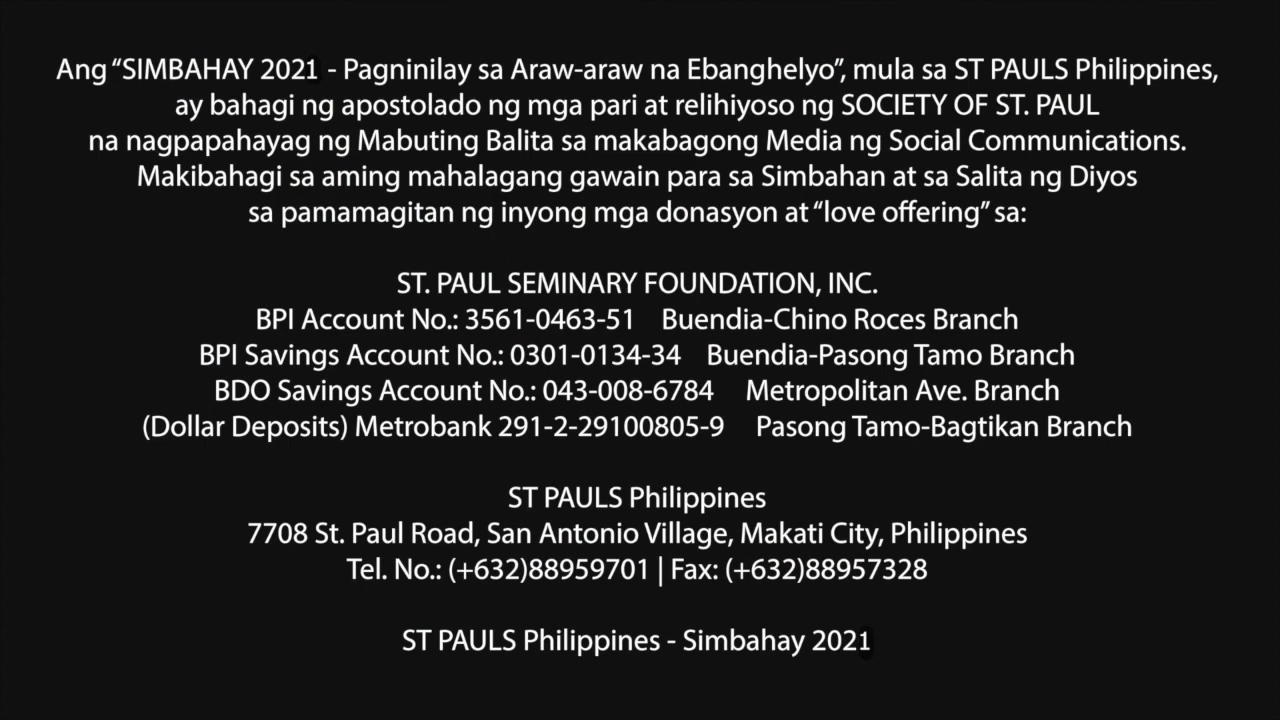 Ang “SIMBAHAY 2021 - Pagninilay sa Araw-araw na Ebanghelyo”, mula sa ST PAULS Philippines,
ay bahagi ng apostolado ng mga pari at relihiyoso ng SOCIETY OF ST. PAUL
na nagpapahayag ng Mabuting Balita sa makabagong Media ng Social Communications.
Makibahagi sa aming mahalagang gawain para sa Simbahan at sa Salita ng Diyos
sa pamamagitan ng inyong mga donasyon at “love offering” sa:
ST. PAUL SEMINARY FOUNDATION, INC.
BPI Account No.: 3561-0463-51 Buendia-Chino Roces Branch
BPI Savings Account No.: 0301-0134-34 Buendia-Pasong Tamo Branch
BDO Savings Account No.: 043-008-6784 Metropolitan Ave. Branch
(Dollar Deposits) Metrobank 291-2-29100805-9 Pasong Tamo-Bagtikan Branch
ST PAULS Philippines
7708 St. Paul Road, San Antonio Village, Makati City, Philippines
Tel. No.: (+632)88959701 | Fax: (+632)88957328
ST PAULS Philippines - Simbahay 2021